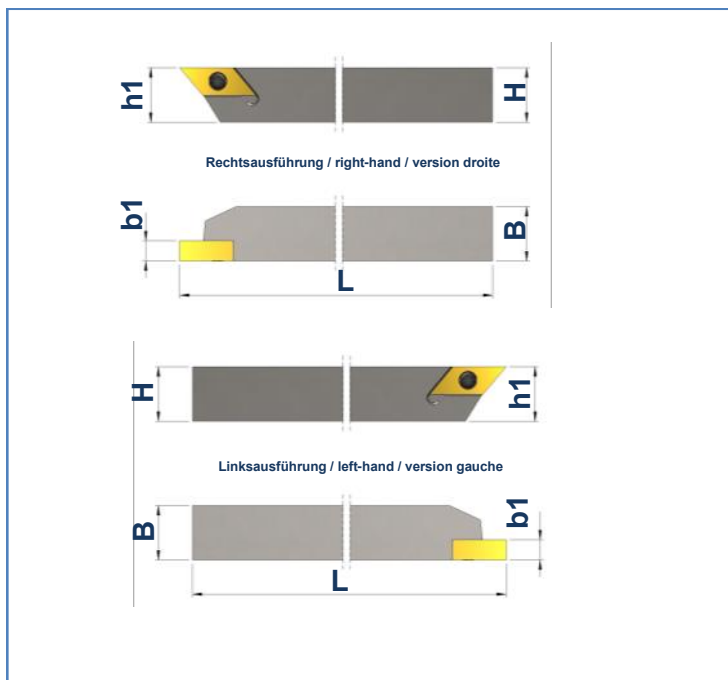 h1
H
Rechtsausführung / right-hand / version droite
b1
B
L
H
h1
Linksausführung / left-hand / version gauche
B
b1
L